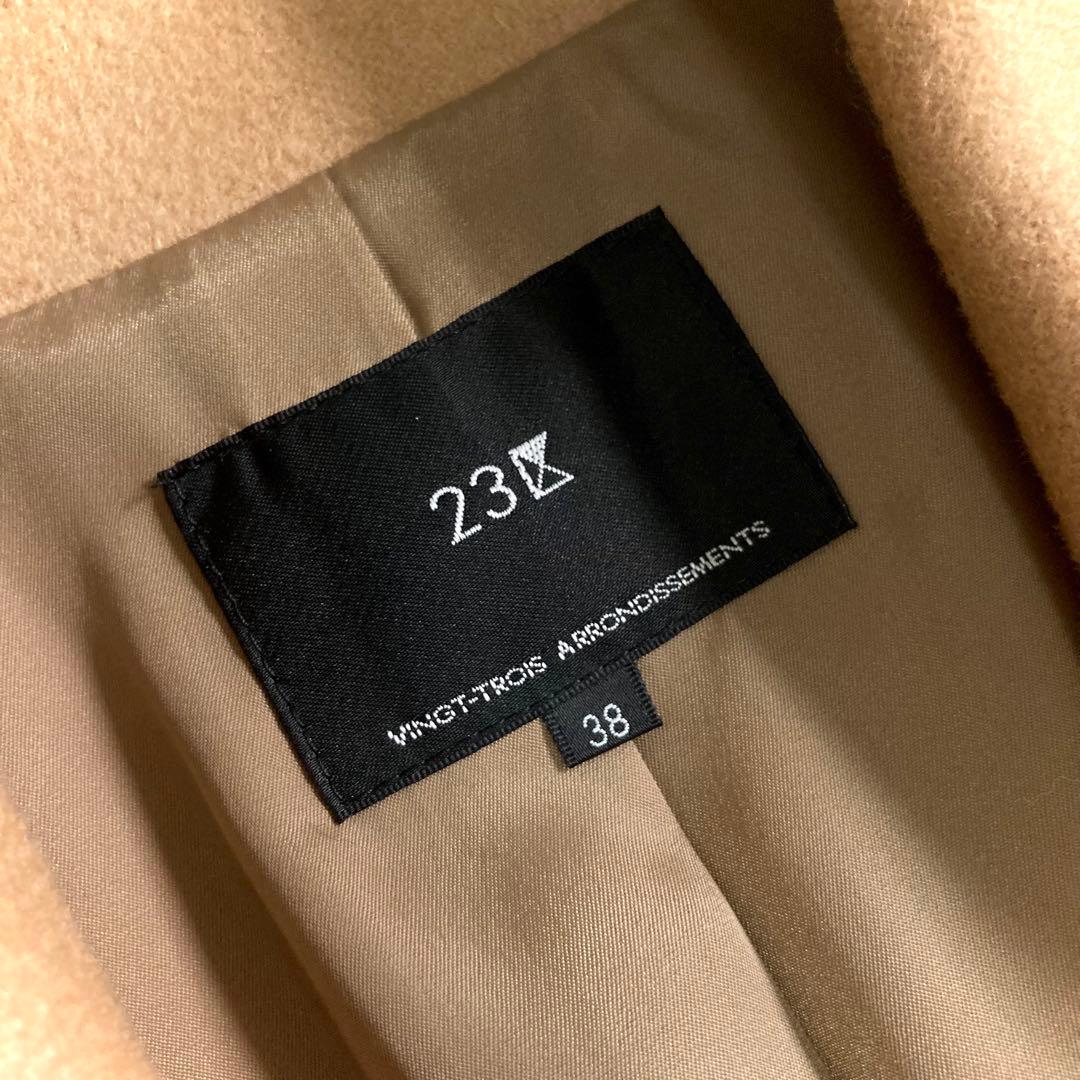 23区
VINGT-TROIS ARRONDISSEMENTS
38